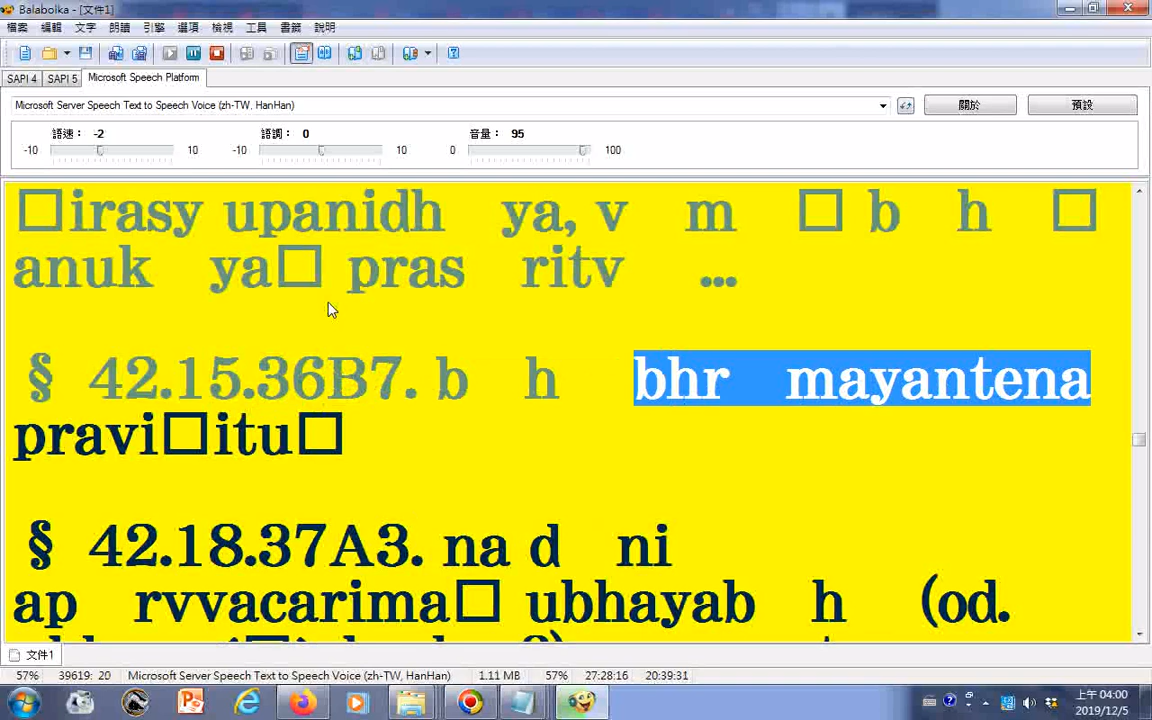 Balabolka - [文件1]
檔案 編輯 文字 朗讀 引擎 選項 檢視 工具 書籤 說明
SAPI 4 SAPI 5 Microsoft Speech Platform
Microsoft Server Speech Text to Speech Voice (zh-TW, HanHan) 關於 預設
語速： -2 語調： 0 音量： 95
-10 10 -10 10 0 100
□irasy upanidh ya, v m □ b h □
anuk ya□ pras ritv ...
§ 42.15.36B7. b h bhr mayantena
pravi□itu□
§ 42.18.37A3. na d ni
ap rvvacarima□ ubhayab h (od.
文件1
57% 39619: 20 Microsoft Server Speech Text to Speech Voice (zh-TW, HanHan) 1.11 MB 57% 27:28:16 20:39:31
上午 04:00
2019/12/5